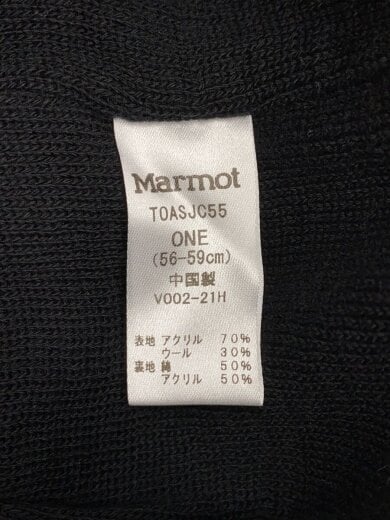 Marmot
TOASJC55
ONE
(56-59cm)
中国製
V002-21H
表地 アクリル 70%
ウール 30%
裏地 綿 50%
アクリル 50%